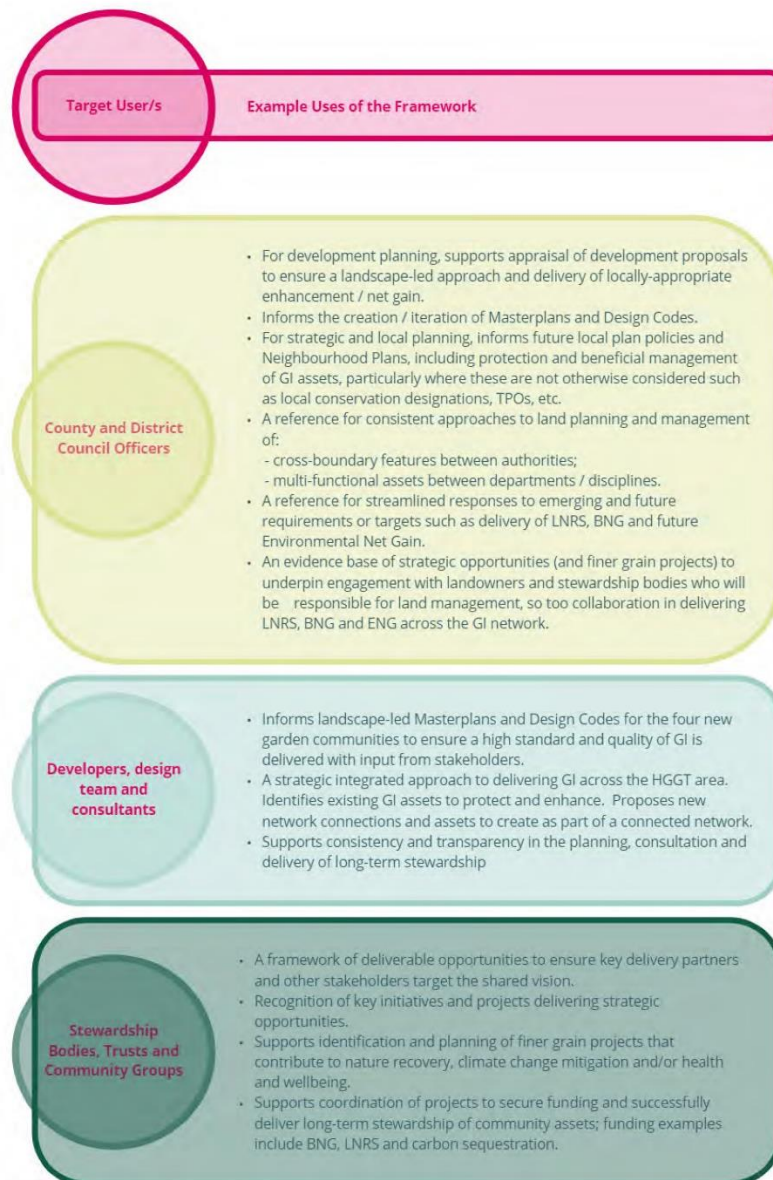 Target User/s
Example Uses of the Framework
County and District
Council Officers
• For development planning, supports appraisal of development proposals
to ensure a landscape-led approach and delivery of locally-appropriate
enhancement / net gain.
• Informs the creation / iteration of Masterplans and Design Codes.
• For strategic and local planning, informs future local plan policies and
Neighbourhood Plans, including protection and beneficial management
of GI assets, particularly where these are not otherwise considered such
as local conservation designations, TPOs, etc.
• A reference for consistent approaches to land planning and management
of:
- cross-boundary features between authorities;
- multi-functional assets between departments / disciplines.
• A reference for streamlined responses to emerging and future
requirements or targets such as delivery of LNRS, BNG and future
Environmental Net Gain.
• An evidence base of strategic opportunities (and finer grain projects) to
underpin engagement with landowners and stewardship bodies who will
be responsible for land management, so too collaboration in delivering
LNRS, BNG and ENG across the GI network.
Developers, design
team and
consultants
• Informs landscape-led Masterplans and Design Codes for the four new
garden communities to ensure a high standard and quality of GI is
delivered with input from stakeholders.
• A strategic integrated approach to delivering GI across the HGGT area.
Identifies existing GI assets to protect and enhance. Proposes new
network connections and assets to create as part of a connected network.
• Supports consistency and transparency in the planning, consultation and
delivery of long-term stewardship
Stewardship
Bodies, Trusts and
Community Groups
• A framework of deliverable opportunities to ensure key delivery partners
and other stakeholders target the shared vision.
• Recognition of key initiatives and projects delivering strategic
opportunities.
• Supports identification and planning of finer grain projects that
contribute to nature recovery, climate change mitigation and/or health
and wellbeing.
• Supports coordination of projects to secure funding and successfully
deliver long-term stewardship of community assets; funding examples
include BNG, LNRS and carbon sequestration.